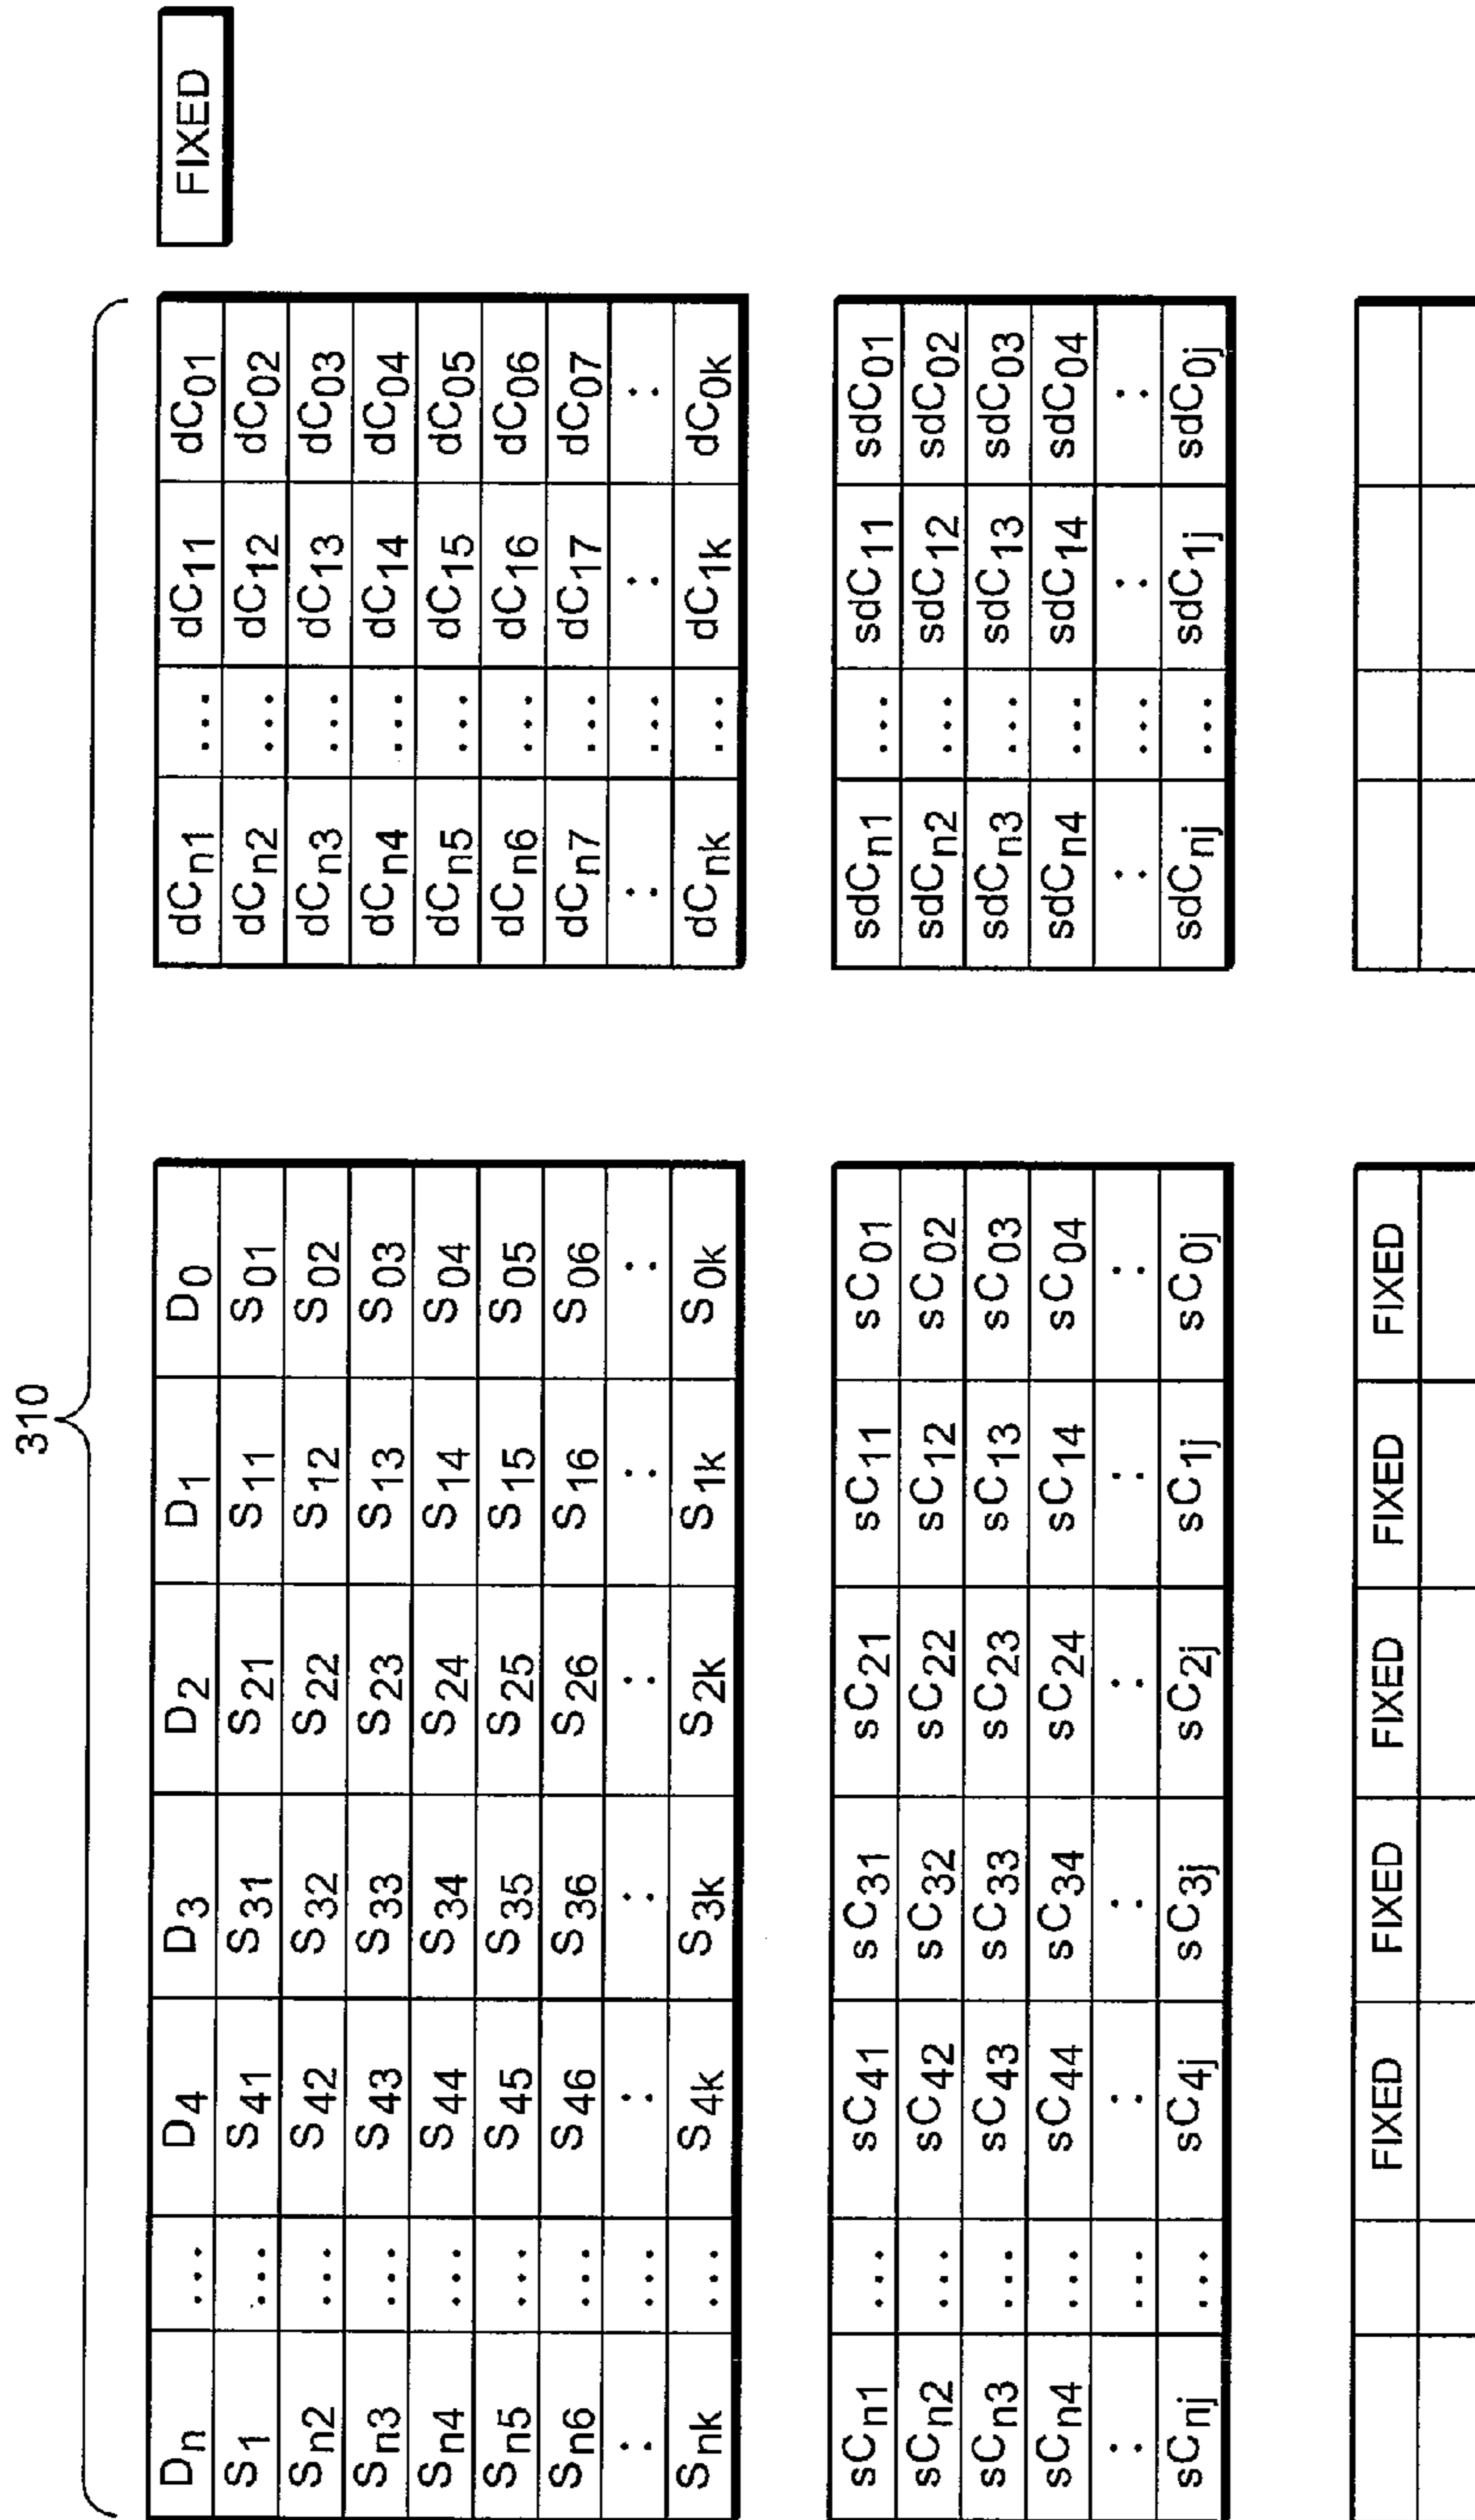 310
Dn ... D4 D3 D2 D1 D0 dCn1 ... dC11 dC01 FIXED
S1 ... S41 S31 S21 S11 S01 dCn2 ... dC12 dC02
Sn2 ... S42 S32 S22 S12 S02 dCn3 ... dC13 dC03
Sn3 ... S43 S33 S23 S13 S03 dCn4 ... dC14 dC04
Sn4 ... S44 S34 S24 S14 S04 dCn5 ... dC15 dC05
Sn5 ... S45 S35 S25 S15 S05 dCn6 ... dC16 dC06
Sn6 ... S46 S36 S26 S16 S06 dCn7 ... dC17 dC07
: ... : : : : : : ... : :
Snk ... S4k S3k S2k S1k S0k dCnk ... dC1k dC0k
sCn1 ... sC41 sC31 sC21 sC11 sC01 sdCn1 ... sdC11 sdC01
sCn2 ... sC42 sC32 sC22 sC12 sC02 sdCn2 ... sdC12 sdC02
sCn3 ... sC43 sC33 sC23 sC13 sC03 sdCn3 ... sdC13 sdC03
sCn4 ... sC44 sC34 sC24 sC14 sC04 sdCn4 ... sdC14 sdC04
: ... : : : : : : ... : :
sCnj ... sC4j sC3j sC2j sC1j sC0j sdCnj ... sdC1j sdC0j
FIXED FIXED FIXED FIXED FIXED